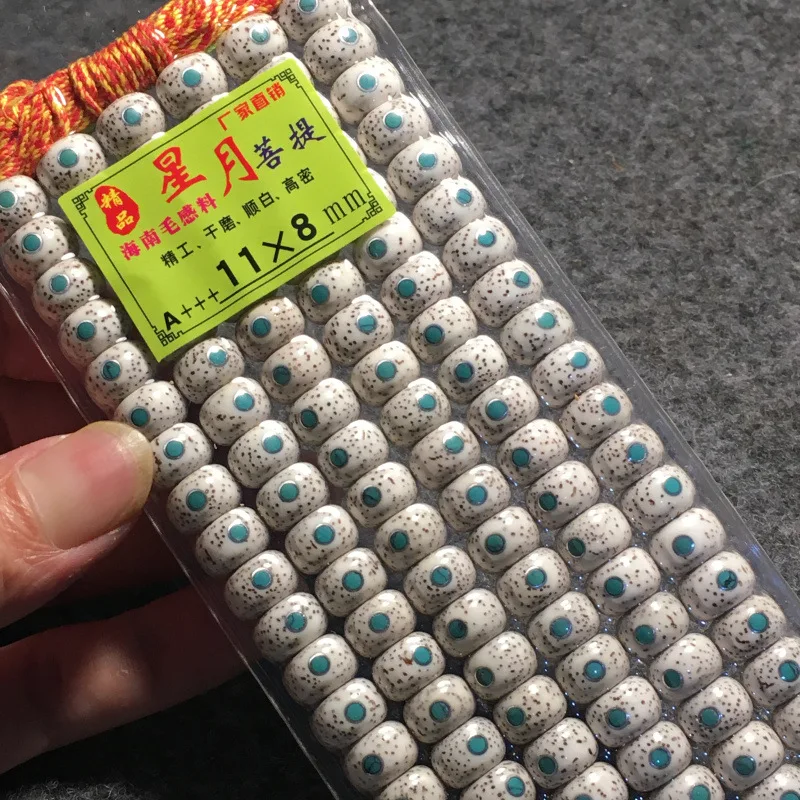 厂家直销
精品
星月菩提
海南毛感料
精工、干磨、顺白、高密
A+++ 11×8 mm